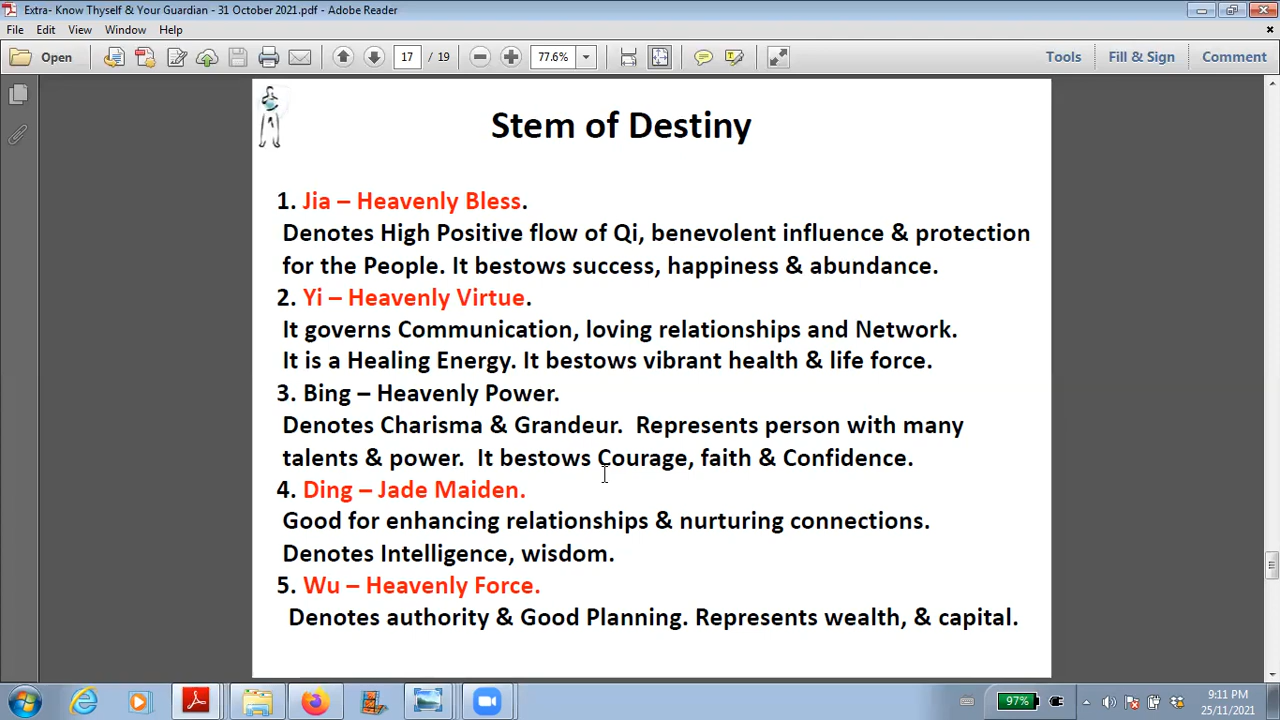 Extra- Know Thyself & Your Guardian - 31 October 2021.pdf - Adobe Reader
File Edit View Window Help
Open 17 / 19 77.6% Tools Fill & Sign Comment
Stem of Destiny
1. Jia – Heavenly Bless.
Denotes High Positive flow of Qi, benevolent influence & protection
for the People. It bestows success, happiness & abundance.
2. Yi – Heavenly Virtue.
It governs Communication, loving relationships and Network.
It is a Healing Energy. It bestows vibrant health & life force.
3. Bing – Heavenly Power.
Denotes Charisma & Grandeur. Represents person with many
talents & power. It bestows Courage, faith & Confidence.
4. Ding – Jade Maiden.
Good for enhancing relationships & nurturing connections.
Denotes Intelligence, wisdom.
5. Wu – Heavenly Force.
Denotes authority & Good Planning. Represents wealth, & capital.
97% 9:11 PM
25/11/2021